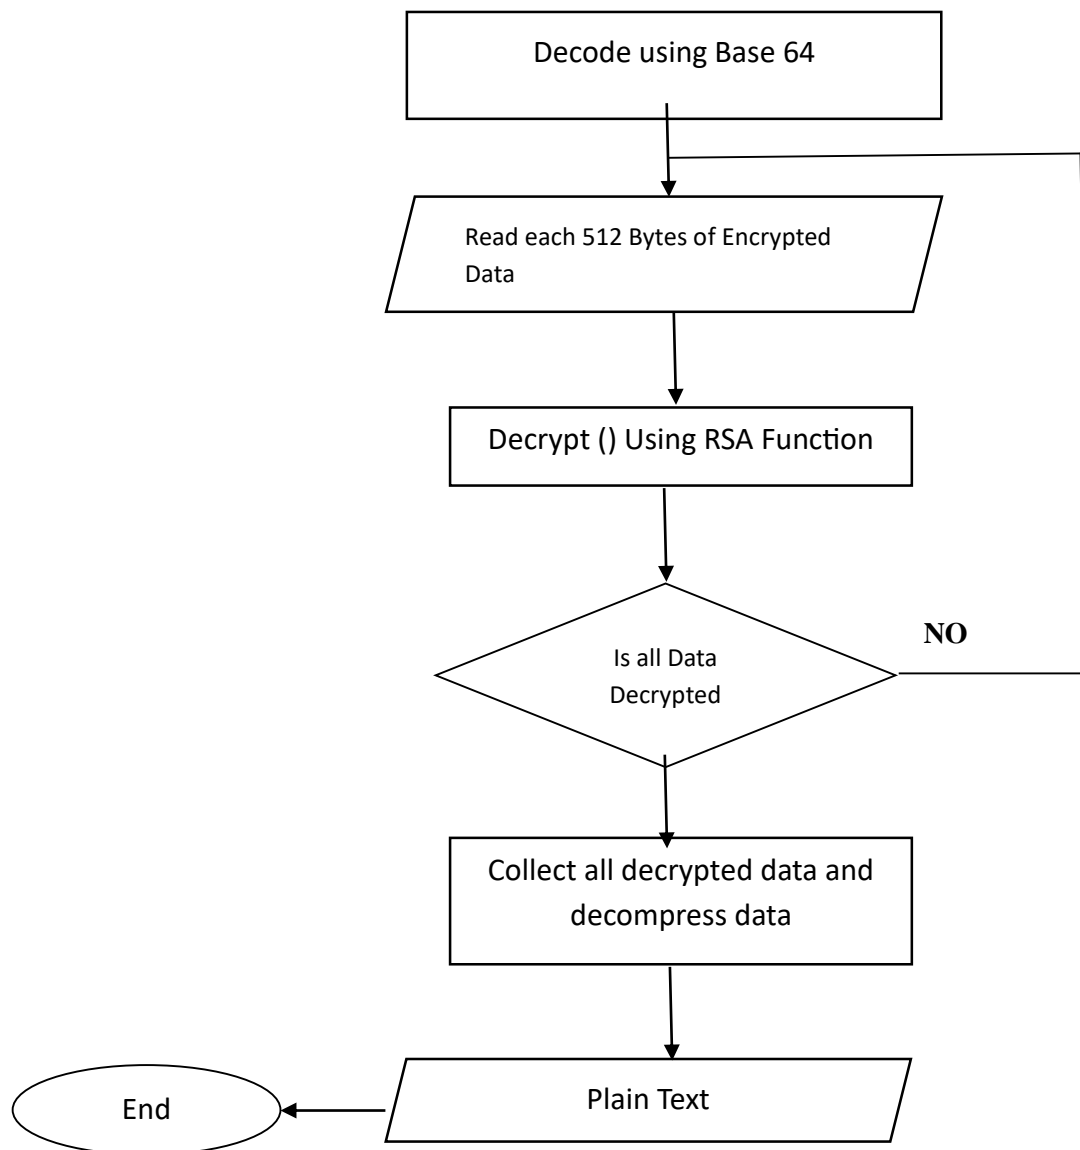 Decode using Base 64
Read each 512 Bytes of Encrypted
Data
Decrypt () Using RSA Function
Is all Data
Decrypted
NO
Collect all decrypted data and
decompress data
Plain Text
End